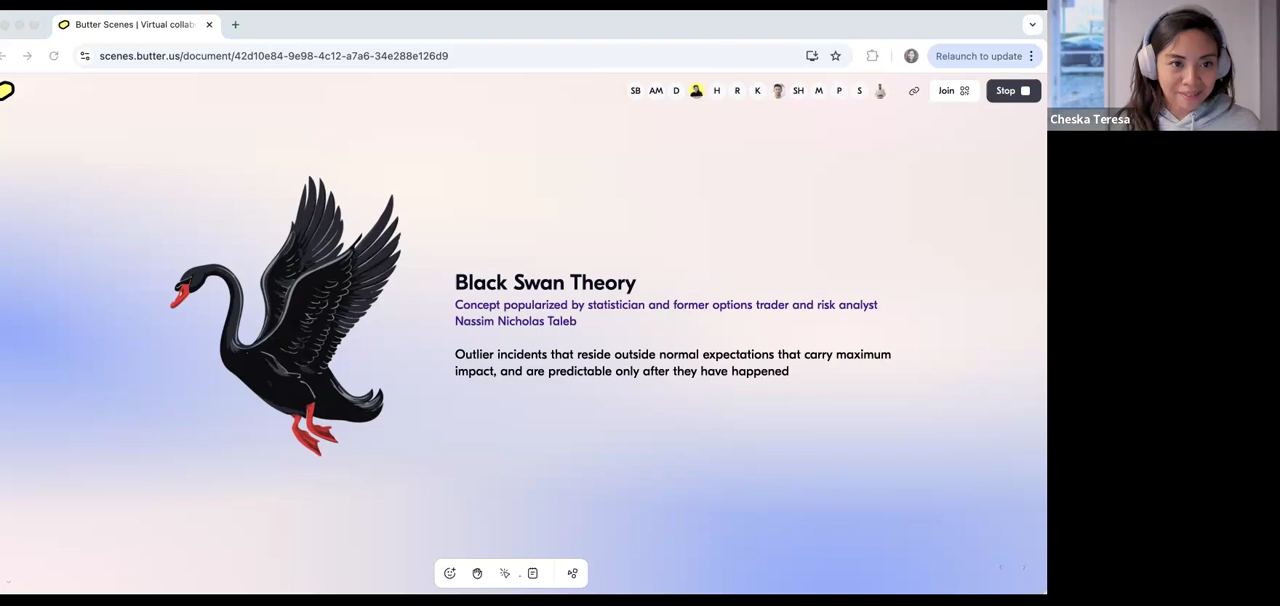 Butter Scenes | Virtual collab
scenes.butter.us/document/42d10e84-9e98-4c12-a7a6-34e288e126d9
Relaunch to update
SB AM D H R K SH M P S Join Stop
Cheska Teresa
Black Swan Theory
Concept popularized by statistician and former options trader and risk analyst
Nassim Nicholas Taleb
Outlier incidents that reside outside normal expectations that carry maximum
impact, and are predictable only after they have happened